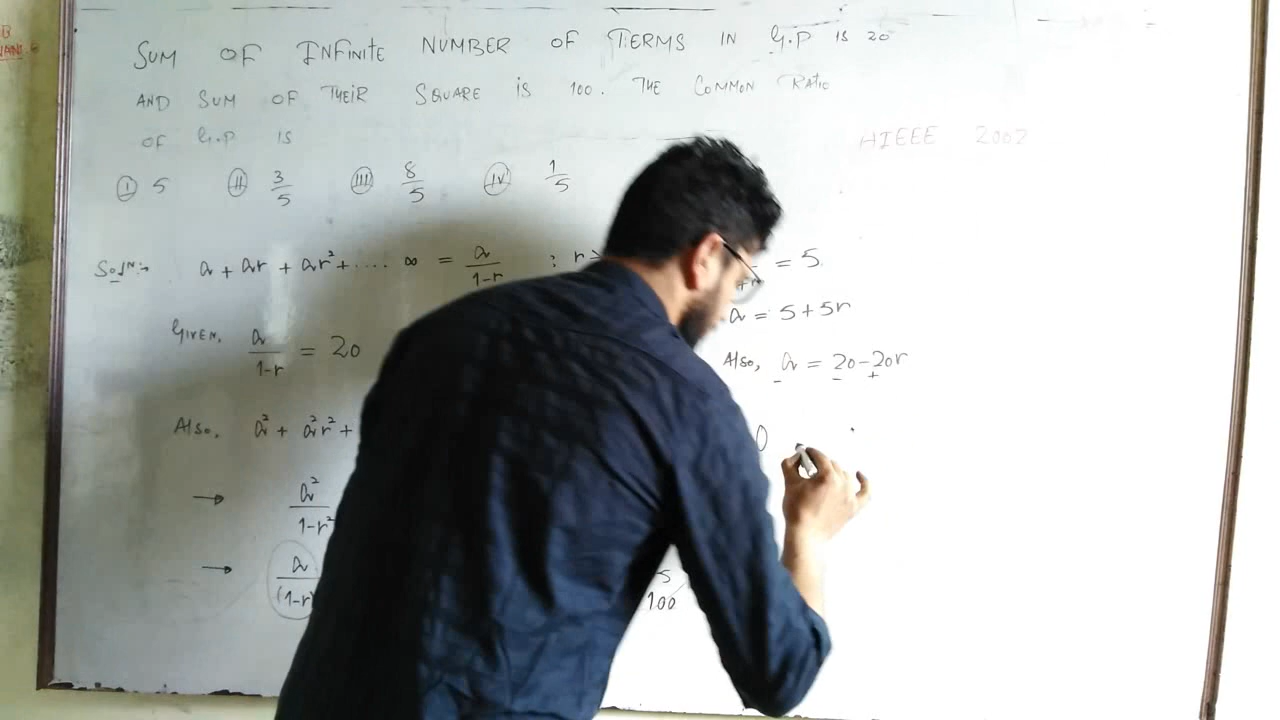 SUM OF INFINITE NUMBER OF TERMS IN G.P IS 20
AND SUM OF THEIR SQUARE IS 100. THE COMMON RATIO
OF G.P IS
HIEEE 2002
(I) 5 (II) 3/5 (III) 8/5 (IV) 1/5
Soln:- a + ar + ar² + .... ∞ = a/1-r ; r
GIVEN, a/1-r = 20
Also, a² + a²r² +
→ a²/1-r²
→ a/(1-r)
100
= 5
a = 5 + 5r
Also, a = 20 - 20r
0